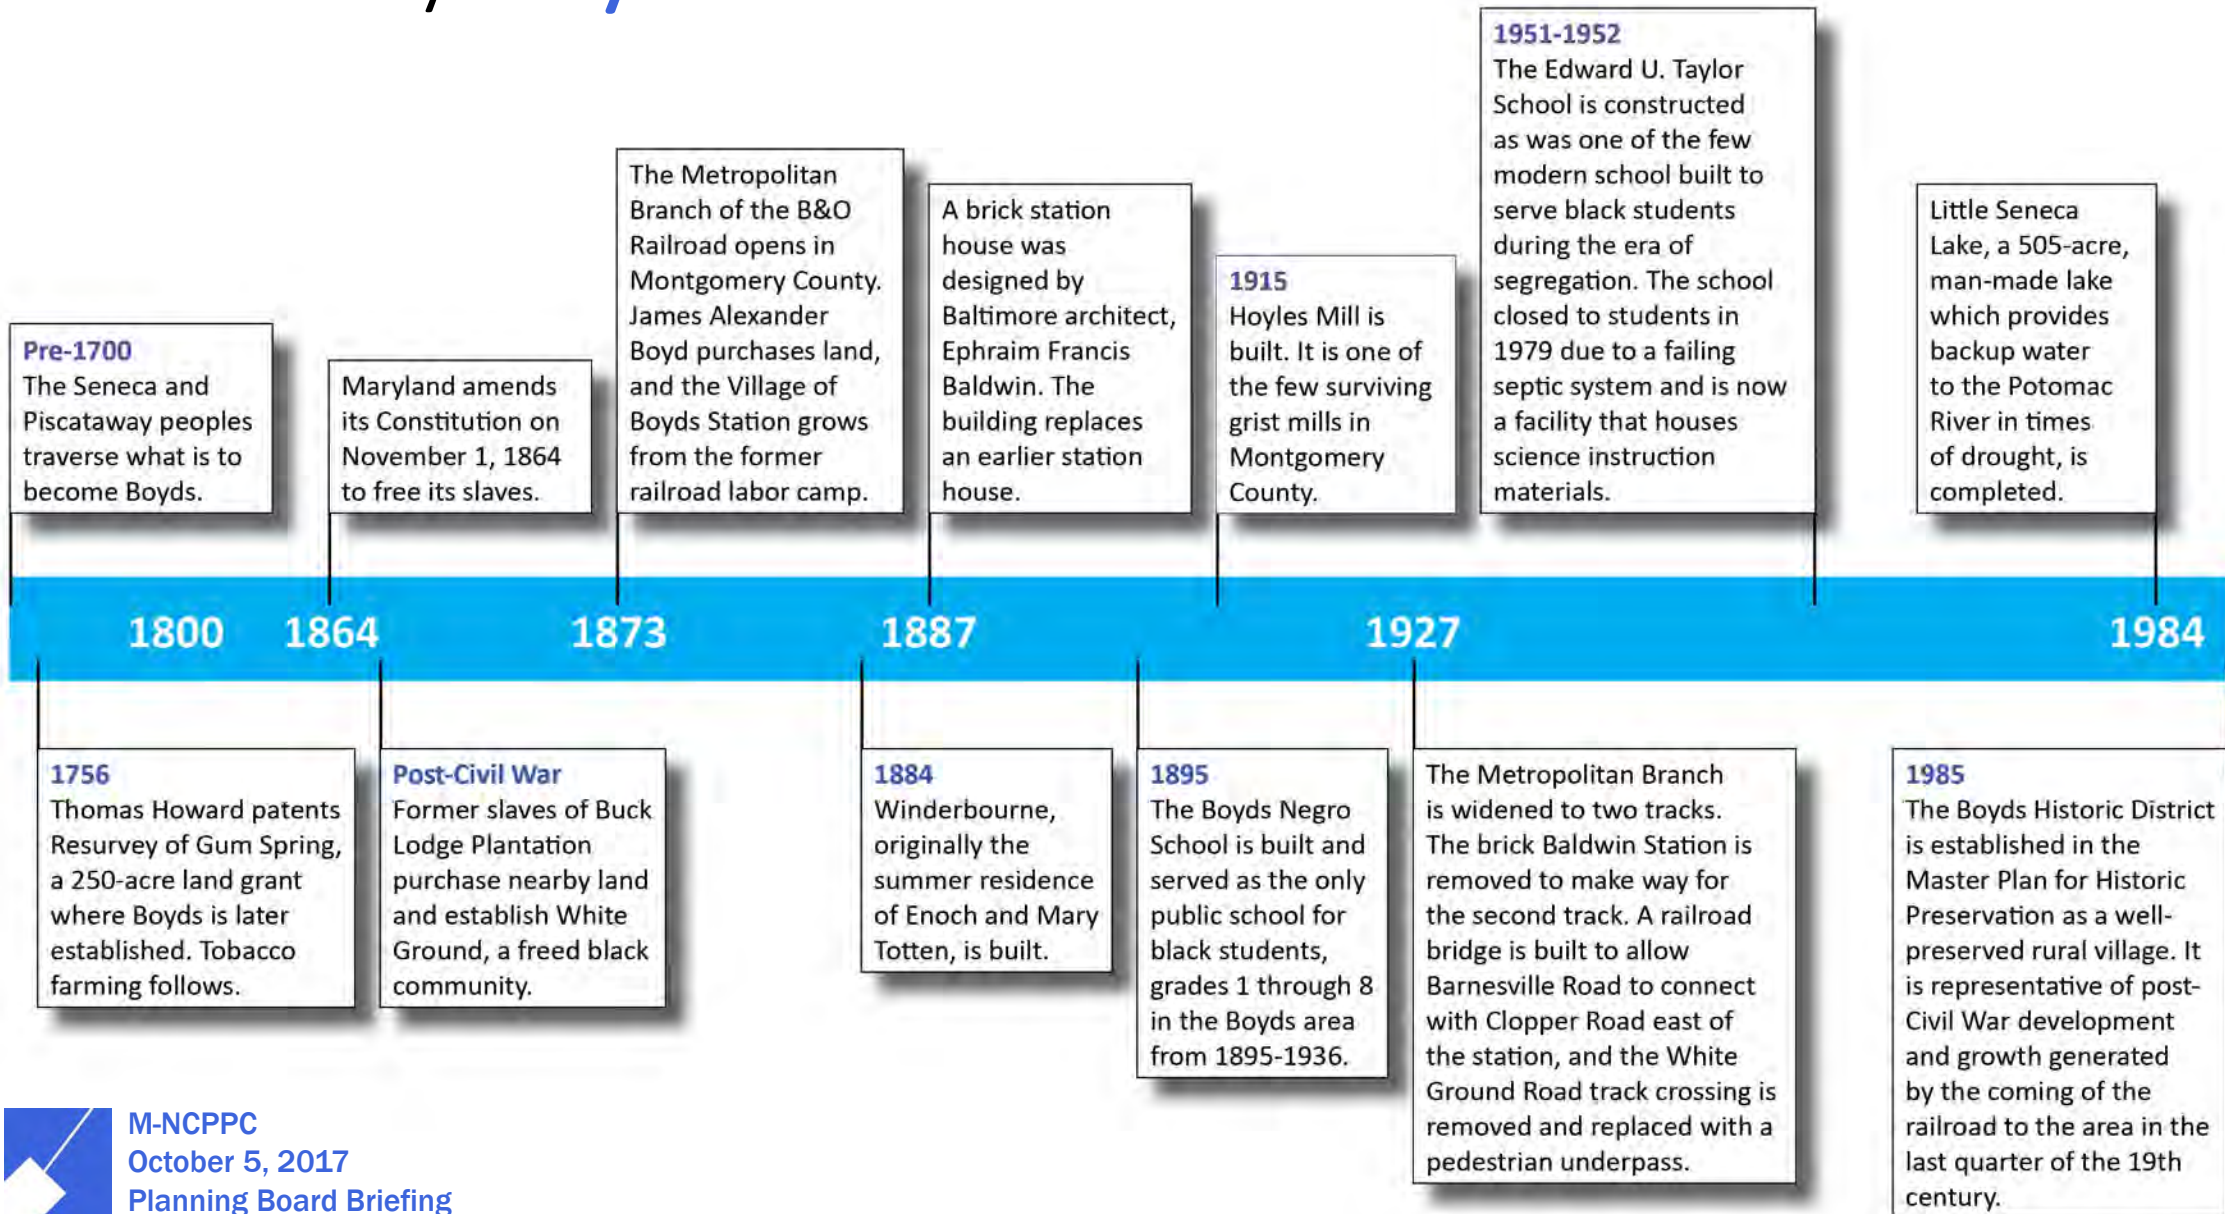 1951-1952
The Edward U. Taylor
School is constructed
as was one of the few
modern school built to
serve black students
during the era of
segregation. The school
closed to students in
1979 due to a failing
septic system and is now
a facility that houses
science instruction
materials.
The Metropolitan
Branch of the B&O
Railroad opens in
Montgomery County.
James Alexander
Boyd purchases land,
and the Village of
Boyds Station grows
from the former
railroad labor camp.
A brick station
house was
designed by
Baltimore architect,
Ephraim Francis
Baldwin. The
building replaces
an earlier station
house.
Little Seneca
Lake, a 505-acre,
man-made lake
which provides
backup water
to the Potomac
River in times
of drought, is
completed.
1915
Hoyles Mill is
built. It is one of
the few surviving
grist mills in
Montgomery
County.
Pre-1700
The Seneca and
Piscataway peoples
traverse what is to
become Boyds.
Maryland amends
its Constitution on
November 1, 1864
to free its slaves.
1800 1864 1873 1887 1927 1984
1756
Thomas Howard patents
Resurvey of Gum Spring,
a 250-acre land grant
where Boyds is later
established. Tobacco
farming follows.
Post-Civil War
Former slaves of Buck
Lodge Plantation
purchase nearby land
and establish White
Ground, a freed black
community.
1884
Winderbourne,
originally the
summer residence
of Enoch and Mary
Totten, is built.
1895
The Boyds Negro
School is built and
served as the only
public school for
black students,
grades 1 through 8
in the Boyds area
from 1895-1936.
The Metropolitan Branch
is widened to two tracks.
The brick Baldwin Station is
removed to make way for
the second track. A railroad
bridge is built to allow
Barnesville Road to connect
with Clopper Road east of
the station, and the White
Ground Road track crossing is
removed and replaced with a
pedestrian underpass.
1985
The Boyds Historic District
is established in the
Master Plan for Historic
Preservation as a well-
preserved rural village. It
is representative of post-
Civil War development
and growth generated
by the coming of the
railroad to the area in the
last quarter of the 19th
century.
M-NCPPC
October 5, 2017
Planning Board Briefing